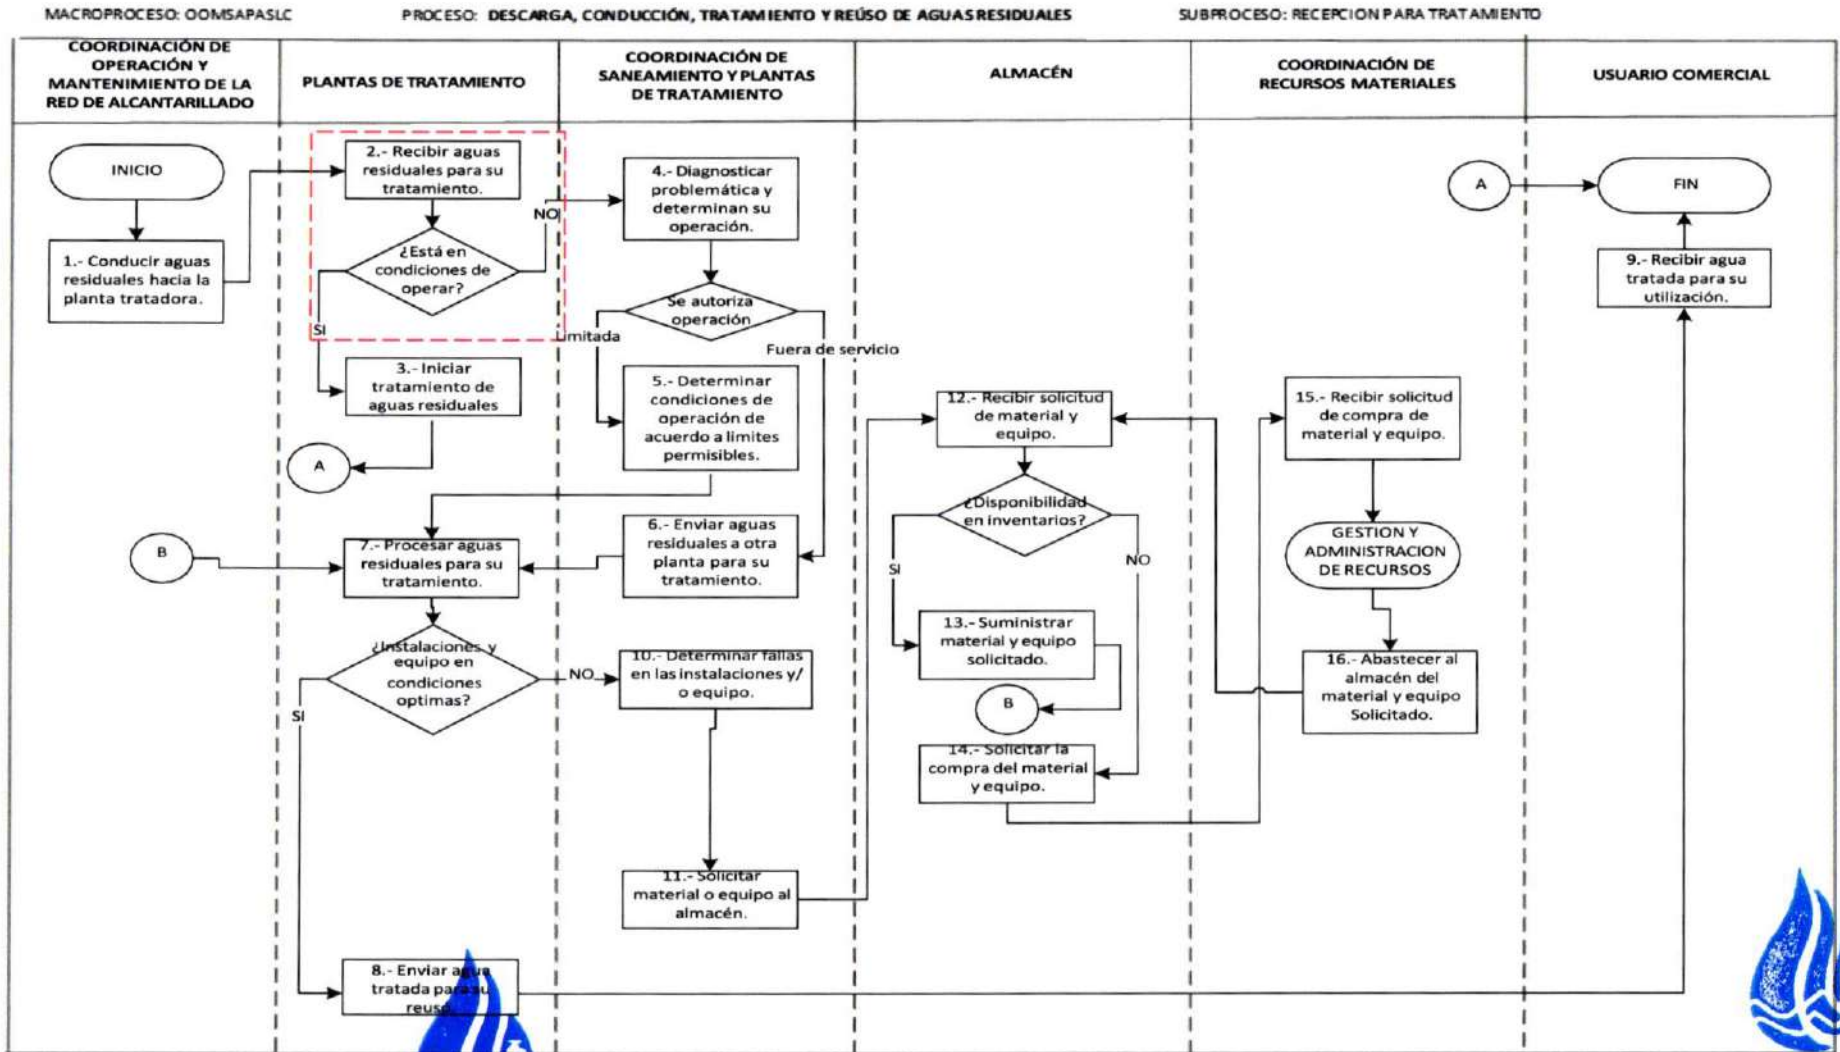 MACROPROCESO: OOMSAPASLC
PROCESO: DESCARGA, CONDUCCIÓN, TRATAMIENTO Y REÚSO DE AGUAS RESIDUALES
SUBPROCESO: RECEPCION PARA TRATAMIENTO
COORDINACIÓN DE
OPERACIÓN Y
MANTENIMIENTO DE LA
RED DE ALCANTARILLADO
PLANTAS DE TRATAMIENTO
COORDINACIÓN DE
SANEAMIENTO Y PLANTAS
DE TRATAMIENTO
ALMACÉN
COORDINACIÓN DE
RECURSOS MATERIALES
USUARIO COMERCIAL
INICIO
1.- Conducir aguas
residuales hacia la
planta tratadora.
2.- Recibir aguas
residuales para su
tratamiento.
¿Está en
condiciones de
operar?
NO
SI
3.- Iniciar
tratamiento de
aguas residuales
A
B
7.- Procesar aguas
residuales para su
tratamiento.
¿Instalaciones y
equipo en
condiciones
optimas?
NO
SI
8.- Enviar agua
tratada para su
reuso.
4.- Diagnosticar
problemática y
determinan su
operación.
Se autoriza
operación
Limitada
Fuera de servicio
5.- Determinar
condiciones de
operación de
acuerdo a limites
permisibles.
6.- Enviar aguas
residuales a otra
planta para su
tratamiento.
10.- Determinar fallas
en las instalaciones y/
o equipo.
11.- Solicitar
material o equipo al
almacén.
12.- Recibir solicitud
de material y
equipo.
¿Disponibilidad
en inventarios?
SI
NO
13.- Suministrar
material y equipo
solicitado.
B
14.- Solicitar la
compra del material
y equipo.
15.- Recibir solicitud
de compra de
material y equipo.
GESTION Y
ADMINISTRACION
DE RECURSOS
16.- Abastecer al
almacén del
material y equipo
Solicitado.
A
FIN
9.- Recibir agua
tratada para su
utilización.